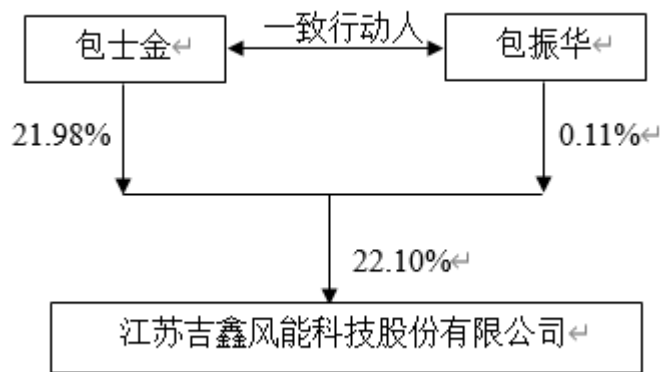 包士金
一致行动人
包振华
21.98%
0.11%
22.10%
江苏吉鑫风能科技股份有限公司